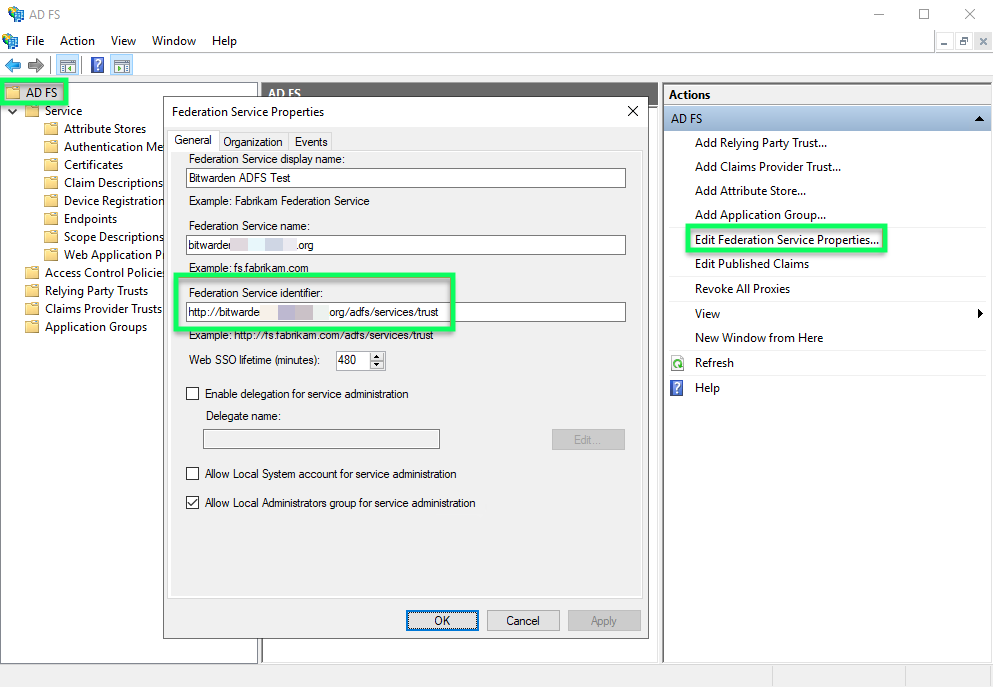 AD FS
File Action View Window Help
AD FS
Service
Attribute Stores
Authentication Me
Certificates
Claim Descriptions
Device Registration
Endpoints
Scope Descriptions
Web Application P
Access Control Policie
Relying Party Trusts
Claims Provider Trusts
Application Groups
AD FS
Federation Service Properties
General Organization Events
Federation Service display name:
Bitwarden ADFS Test
Example: Fabrikam Federation Service
Federation Service name:
bitwarden .org
Example: fs.fabrikam.com
Federation Service identifier:
http://bitwarde org/adfs/services/trust
Example: http://fs.fabrikam.com/adfs/services/trust
Web SSO lifetime (minutes): 480
Enable delegation for service administration
Delegate name:
Edit...
Allow Local System account for service administration
Allow Local Administrators group for service administration
OK Cancel Apply
Actions
AD FS
Add Relying Party Trust...
Add Claims Provider Trust...
Add Attribute Store...
Add Application Group...
Edit Federation Service Properties...
Edit Published Claims
Revoke All Proxies
View
New Window from Here
Refresh
Help